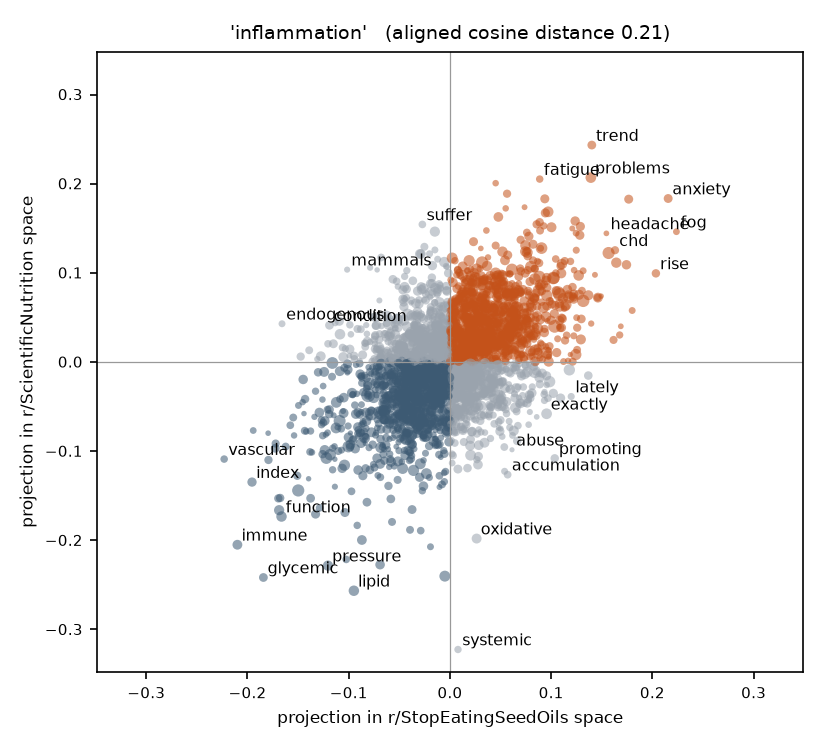 'inflammation'   (aligned cosine distance 0.21)
0.3
0.2
0.1
0.0
−0.1
−0.2
−0.3
projection in r/ScientificNutrition space
trend
fatigue
problems
anxiety
suffer
headache
fog
chd
mammals
rise
endogenous
condition
lately
exactly
abuse
promoting
accumulation
vascular
index
function
oxidative
immune
pressure
glycemic
lipid
systemic
−0.3
−0.2
−0.1
0.0
0.1
0.2
0.3
projection in r/StopEatingSeedOils space